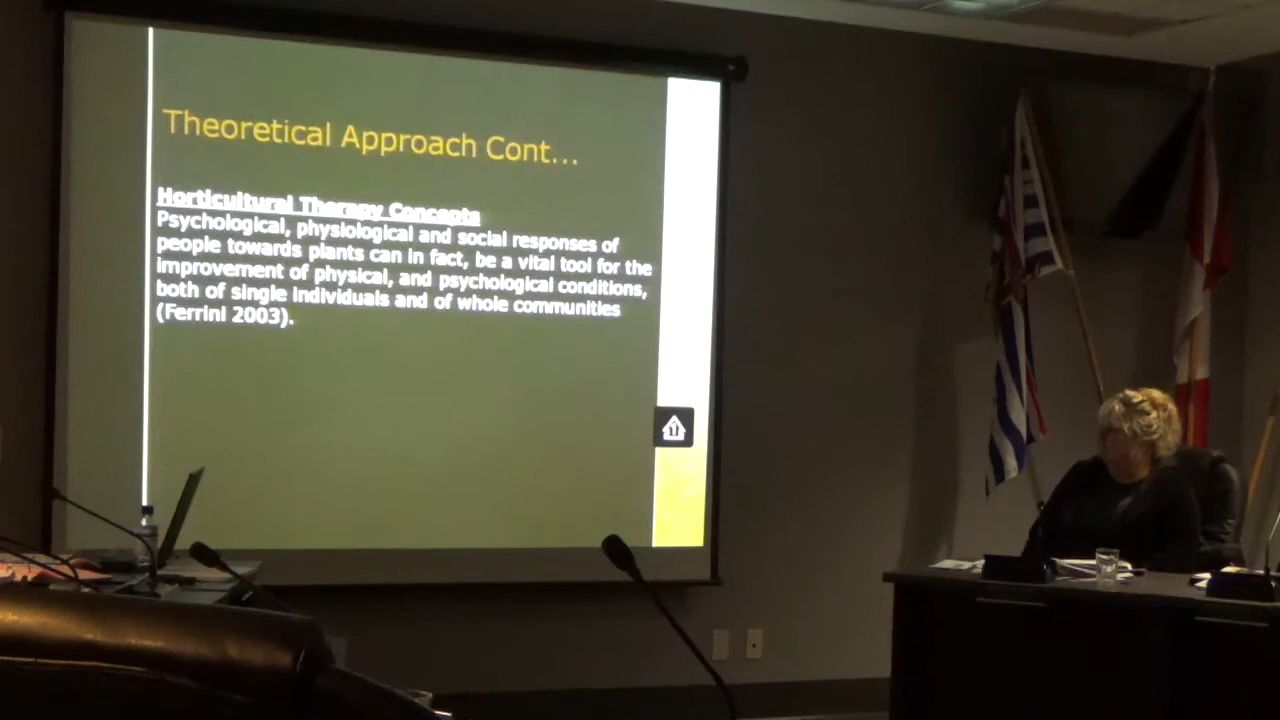 Theoretical Approach Cont...
Horticultural Therapy Concepts
Psychological, physiological and social responses of
people towards plants can in fact, be a vital tool for the
improvement of physical, and psychological conditions,
both of single individuals and of whole communities
(Ferrini 2003).